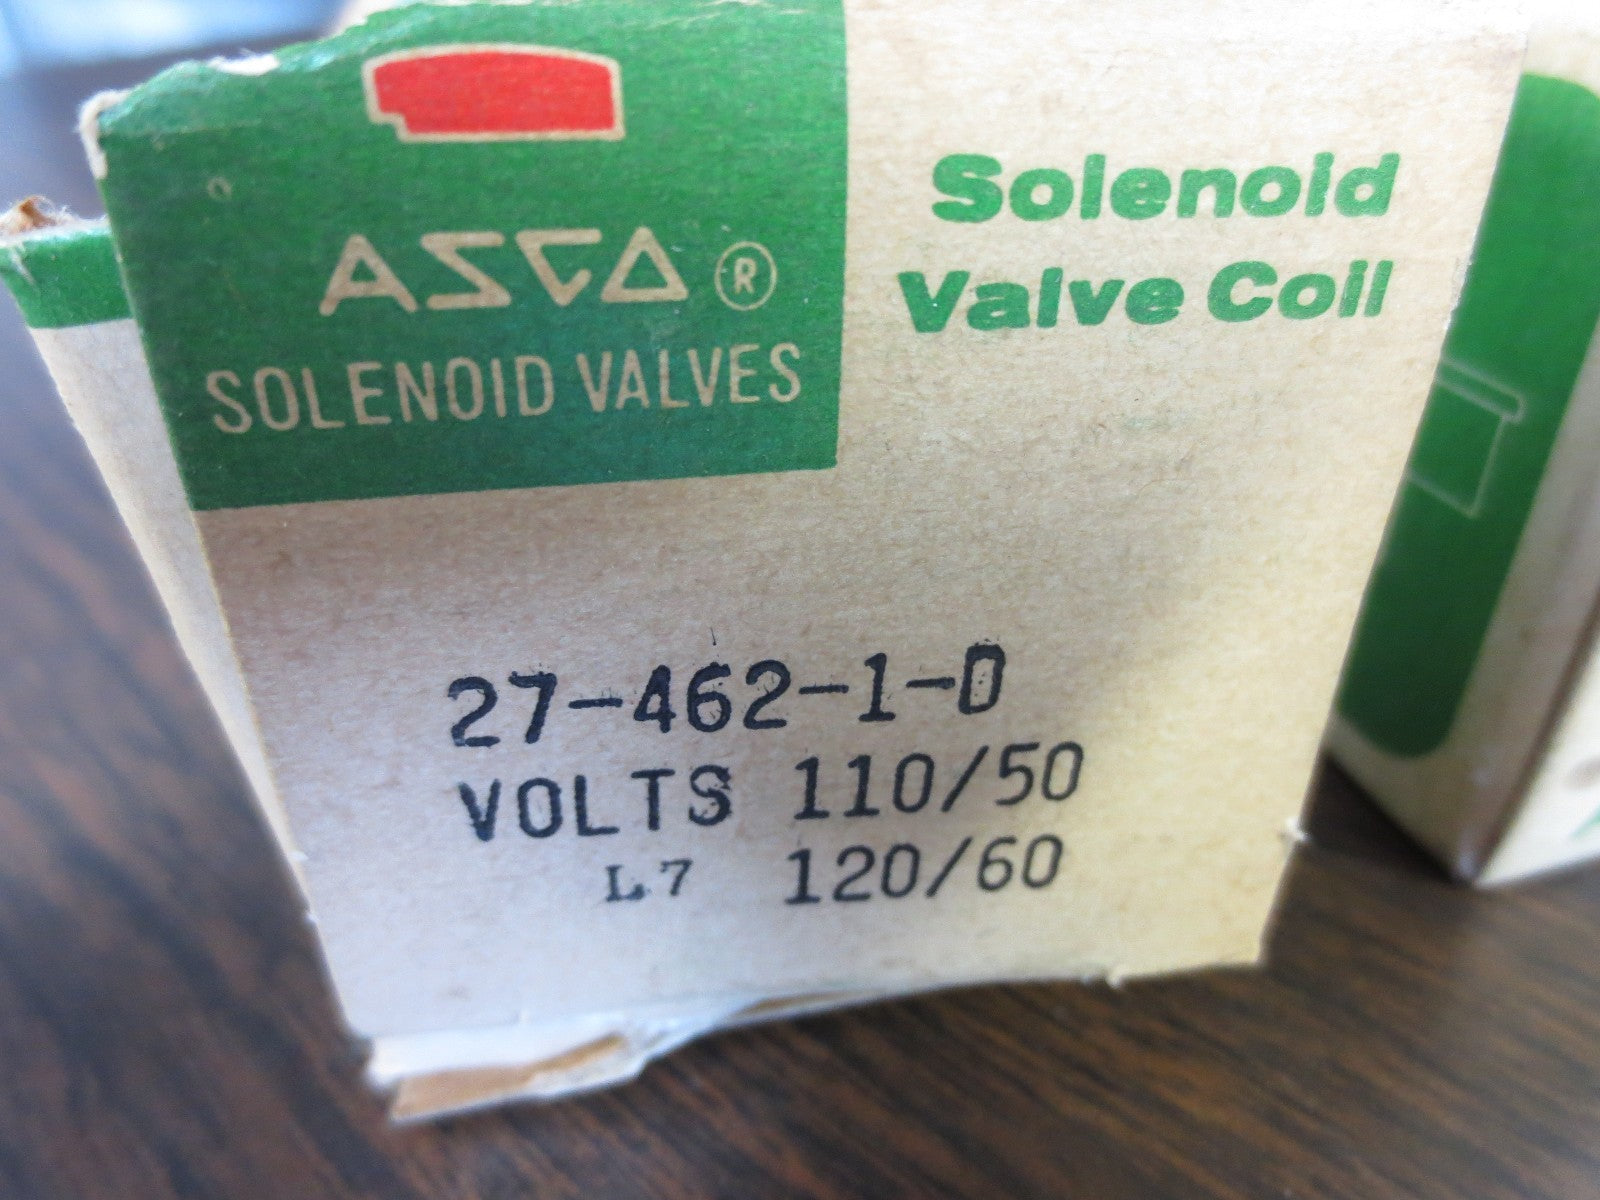 ASCO ®
SOLENOID VALVES
Solenoid
Valve Coil
27-462-1-D
VOLTS 110/50
L7 120/60